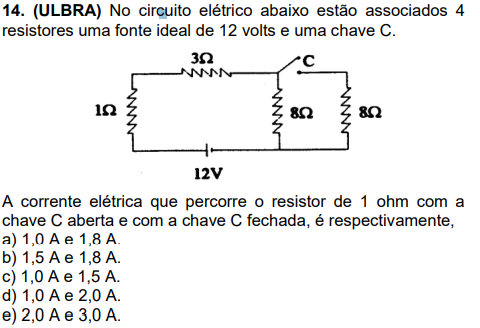 14. (ULBRA) No circuito elétrico abaixo estão associados 4
resistores uma fonte ideal de 12 volts e uma chave C.
3Ω
C
1Ω
8Ω
8Ω
12V
A corrente elétrica que percorre o resistor de 1 ohm com a
chave C aberta e com a chave C fechada, é respectivamente,
a) 1,0 A e 1,8 A.
b) 1,5 A e 1,8 A.
c) 1,0 A e 1,5 A.
d) 1,0 A e 2,0 A.
e) 2,0 A e 3,0 A.